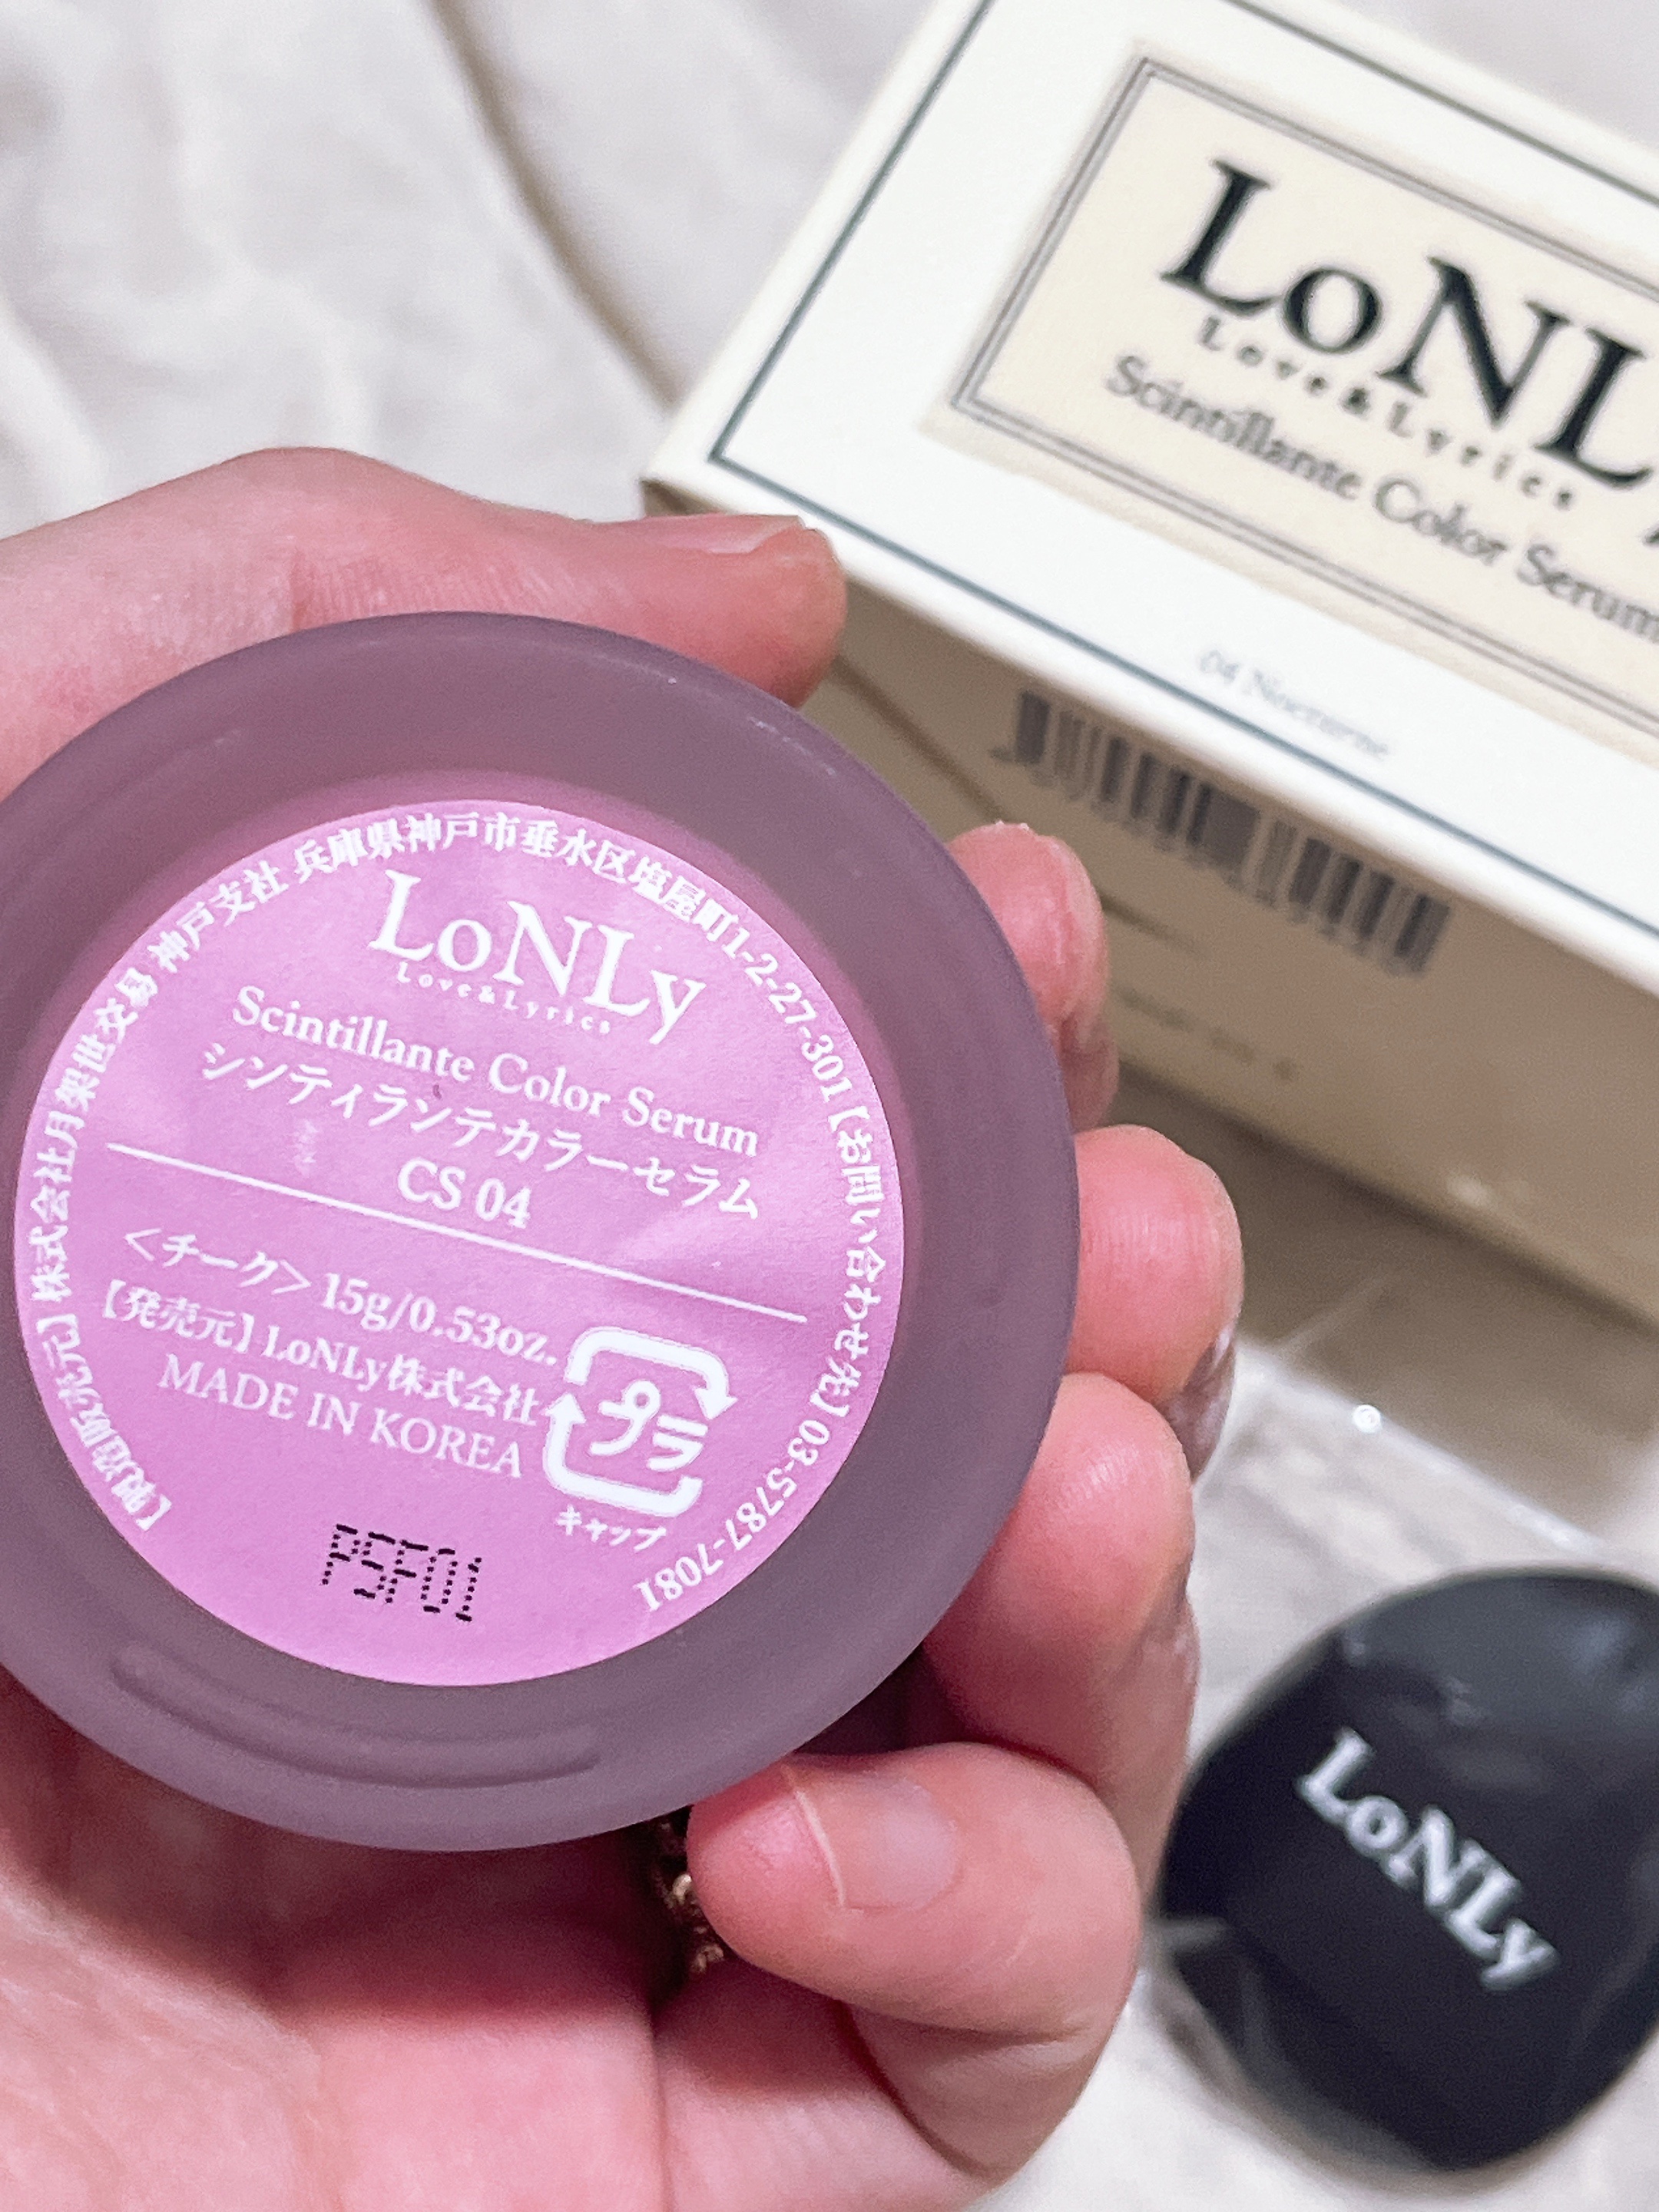 LoNLy
Love&Lyrics
Scintillante Color Serum
シンティランテカラーセラム
CS 04
<チーク> 15g/0.53oz.
【発売元】LoNLy株式会社
MADE IN KOREA
プラ
キャップ
PSF01
【製造販売元】株式会社月架世交易 神戸支社 兵庫県神戸市垂水区塩屋町1-2-27-301【お問い合わせ先】03-5787-7081
LoNL
Love&Lyrics
Scintillante Color Serum
04 Nocturne
LoNLy